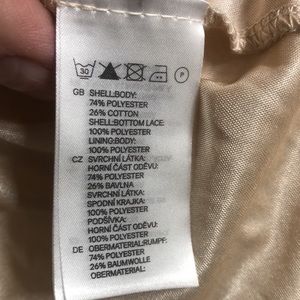 30
P
GB SHELL:BODY:
74% POLYESTER
26% COTTON
SHELL:BOTTOM LACE:
100% POLYESTER
LINING:BODY:
100% POLYESTER
CZ SVRCHNÍ LÁTKA:
HORNÍ ČÁST ODĚVU:
74% POLYESTER
26% BAVLNA
SVRCHNÍ LÁTKA:
SPODNÍ KRAJKA:
100% POLYESTER
PODŠÍVKA:
HORNÍ ČÁST ODĚVU:
100% POLYESTER
DE OBERMATERIAL:RUMPF:
74% POLYESTER
26% BAUMWOLLE
OBERMATERIAL: